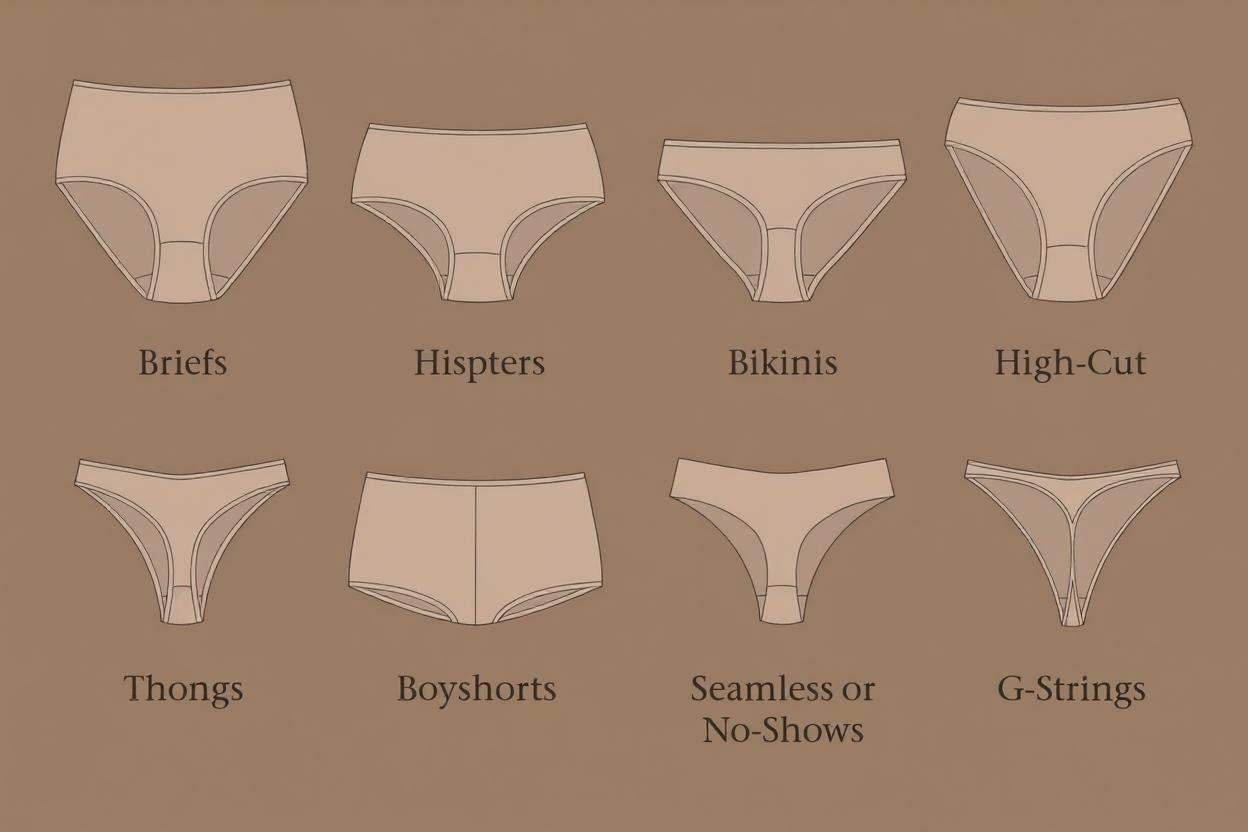 Briefs
Hispters
Bikinis
High-Cut
Thongs
Boyshorts
Seamless or
No-Shows
G-Strings